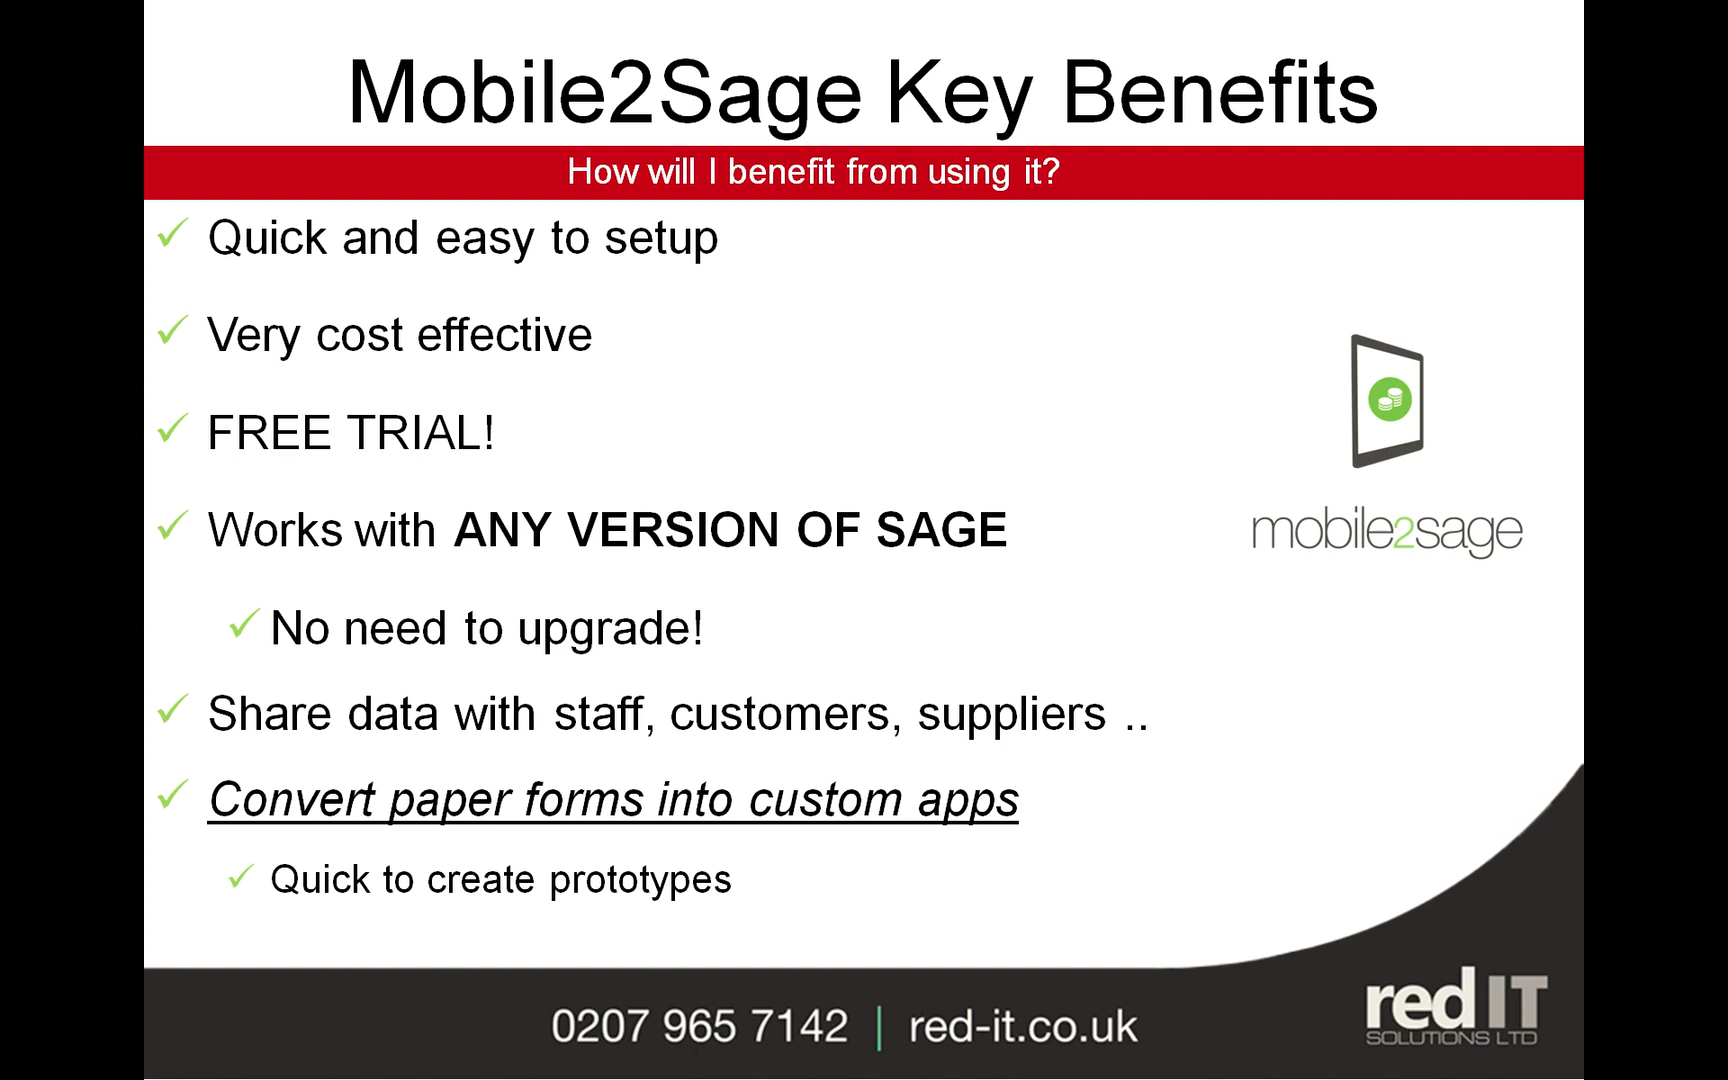 Mobile2Sage Key Benefits
How will I benefit from using it?
Quick and easy to setup
Very cost effective
FREE TRIAL!
Works with ANY VERSION OF SAGE
No need to upgrade!
Share data with staff, customers, suppliers ..
Convert paper forms into custom apps
Quick to create prototypes
mobile2sage
0207 965 7142 | red-it.co.uk
red IT
SOLUTIONS LTD